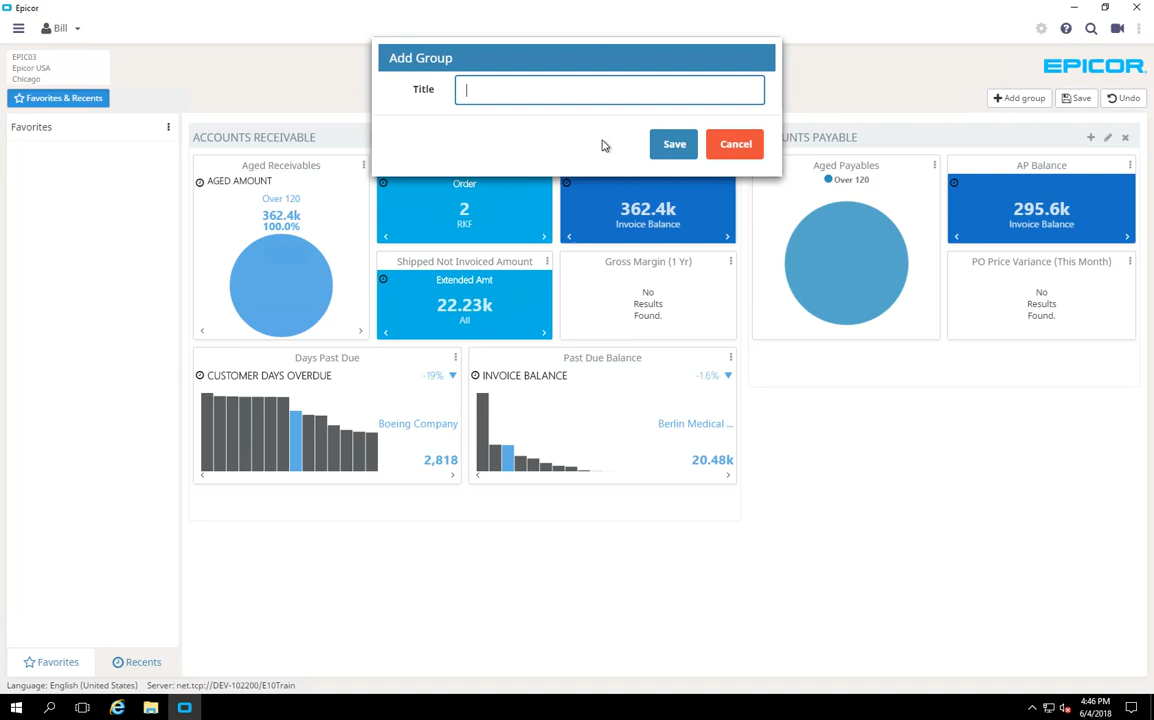 Epicor
Bill
EPIC03
Epicor USA
Chicago
EPICOR
Favorites & Recents
Add group
Save
Undo
Add Group
Title
Save
Cancel
Favorites
ACCOUNTS RECEIVABLE
UNTS PAYABLE
Aged Receivables
AGED AMOUNT
Over 120
362.4k
100.0%
Order
2
RKF
362.4k
Invoice Balance
Aged Payables
Over 120
AP Balance
295.6k
Invoice Balance
Shipped Not Invoiced Amount
Extended Amt
22.23k
All
Gross Margin (1 Yr)
No
Results
Found.
PO Price Variance (This Month)
No
Results
Found.
Days Past Due
CUSTOMER DAYS OVERDUE
-19%
Boeing Company
2,818
Past Due Balance
INVOICE BALANCE
-1.6%
Berlin Medical ...
20.48k
Favorites
Recents
Language: English (United States) Server: net.tcp://DEV-102200/E10Train
4:46 PM
6/4/2018